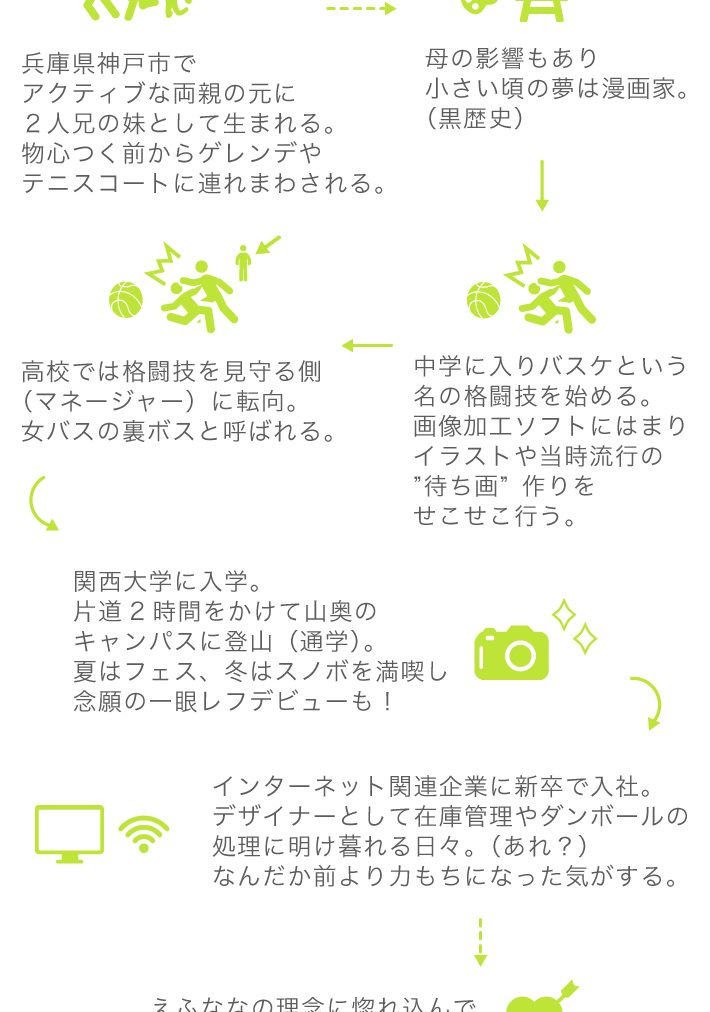 兵庫県神戸市で
アクティブな両親の元に
２人兄の妹として生まれる。
物心つく前からゲレンデや
テニスコートに連れまわされる。
母の影響もあり
小さい頃の夢は漫画家。
（黒歴史）
中学に入りバスケという
名の格闘技を始める。
画像加工ソフトにはまり
イラストや当時流行の
”待ち画”作りを
せこせこ行う。
高校では格闘技を見守る側
（マネージャー）に転向。
女バスの裏ボスと呼ばれる。
関西大学に入学。
片道２時間をかけて山奥の
キャンパスに登山（通学）。
夏はフェス、冬はスノボを満喫し
念願の一眼レフデビューも！
インターネット関連企業に新卒で入社。
デザイナーとして在庫管理やダンボールの
処理に明け暮れる日々。（あれ？）
なんだか前より力もちになった気がする。
えふななの理念に惚れ込んで